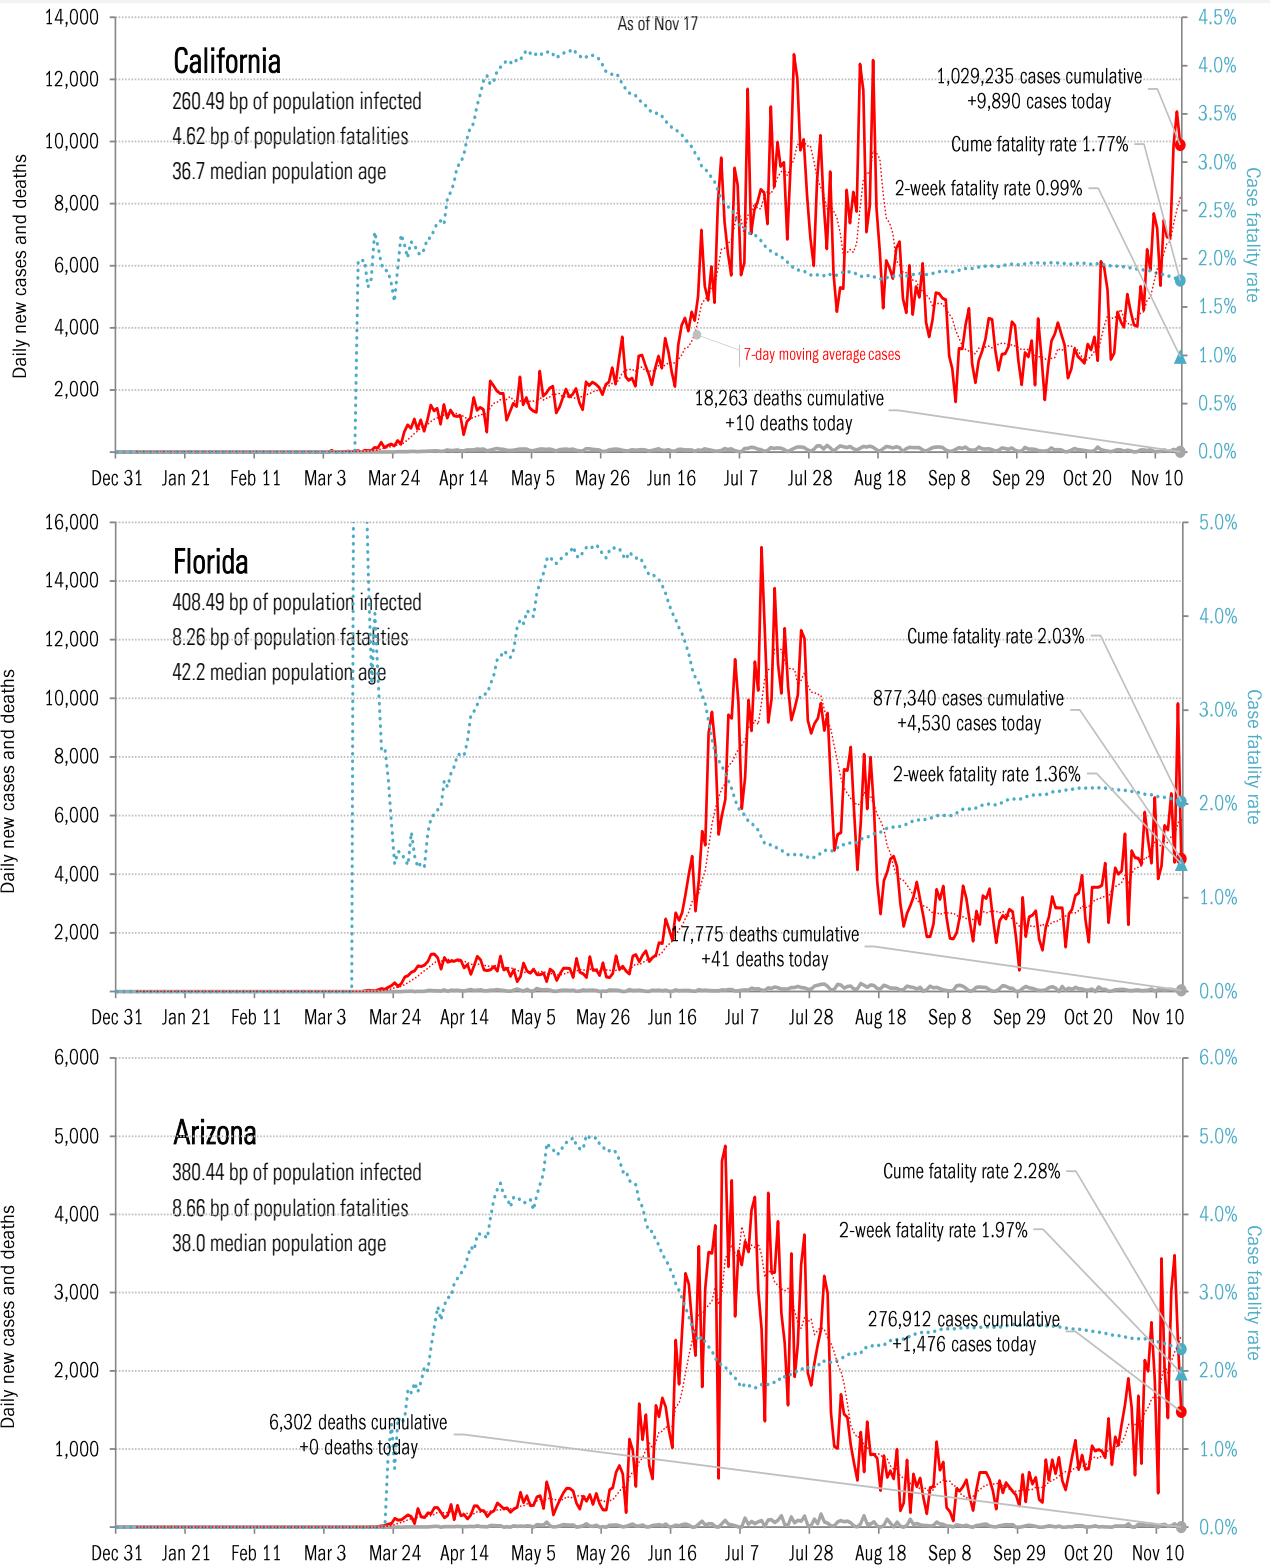 As of Nov 17
California
260.49 bp of population infected
4.62 bp of population fatalities
36.7 median population age
1,029,235 cases cumulative
+9,890 cases today
Cume fatality rate 1.77%
2-week fatality rate 0.99%
7-day moving average cases
18,263 deaths cumulative
+10 deaths today
Daily new cases and deaths
14,000
12,000
10,000
8,000
6,000
4,000
2,000
4.5%
4.0%
3.5%
3.0%
2.5%
2.0%
1.5%
1.0%
0.5%
0.0%
Case fatality rate
Dec 31 Jan 21 Feb 11 Mar 3 Mar 24 Apr 14 May 5 May 26 Jun 16 Jul 7 Jul 28 Aug 18 Sep 8 Sep 29 Oct 20 Nov 10
Florida
408.49 bp of population infected
8.26 bp of population fatalities
42.2 median population age
Cume fatality rate 2.03%
877,340 cases cumulative
+4,530 cases today
2-week fatality rate 1.36%
17,775 deaths cumulative
+41 deaths today
Daily new cases and deaths
16,000
14,000
12,000
10,000
8,000
6,000
4,000
2,000
5.0%
4.0%
3.0%
2.0%
1.0%
0.0%
Case fatality rate
Dec 31 Jan 21 Feb 11 Mar 3 Mar 24 Apr 14 May 5 May 26 Jun 16 Jul 7 Jul 28 Aug 18 Sep 8 Sep 29 Oct 20 Nov 10
Arizona
380.44 bp of population infected
8.66 bp of population fatalities
38.0 median population age
Cume fatality rate 2.28%
2-week fatality rate 1.97%
276,912 cases cumulative
+1,476 cases today
6,302 deaths cumulative
+0 deaths today
Daily new cases and deaths
6,000
5,000
4,000
3,000
2,000
1,000
6.0%
5.0%
4.0%
3.0%
2.0%
1.0%
0.0%
Case fatality rate
Dec 31 Jan 21 Feb 11 Mar 3 Mar 24 Apr 14 May 5 May 26 Jun 16 Jul 7 Jul 28 Aug 18 Sep 8 Sep 29 Oct 20 Nov 10